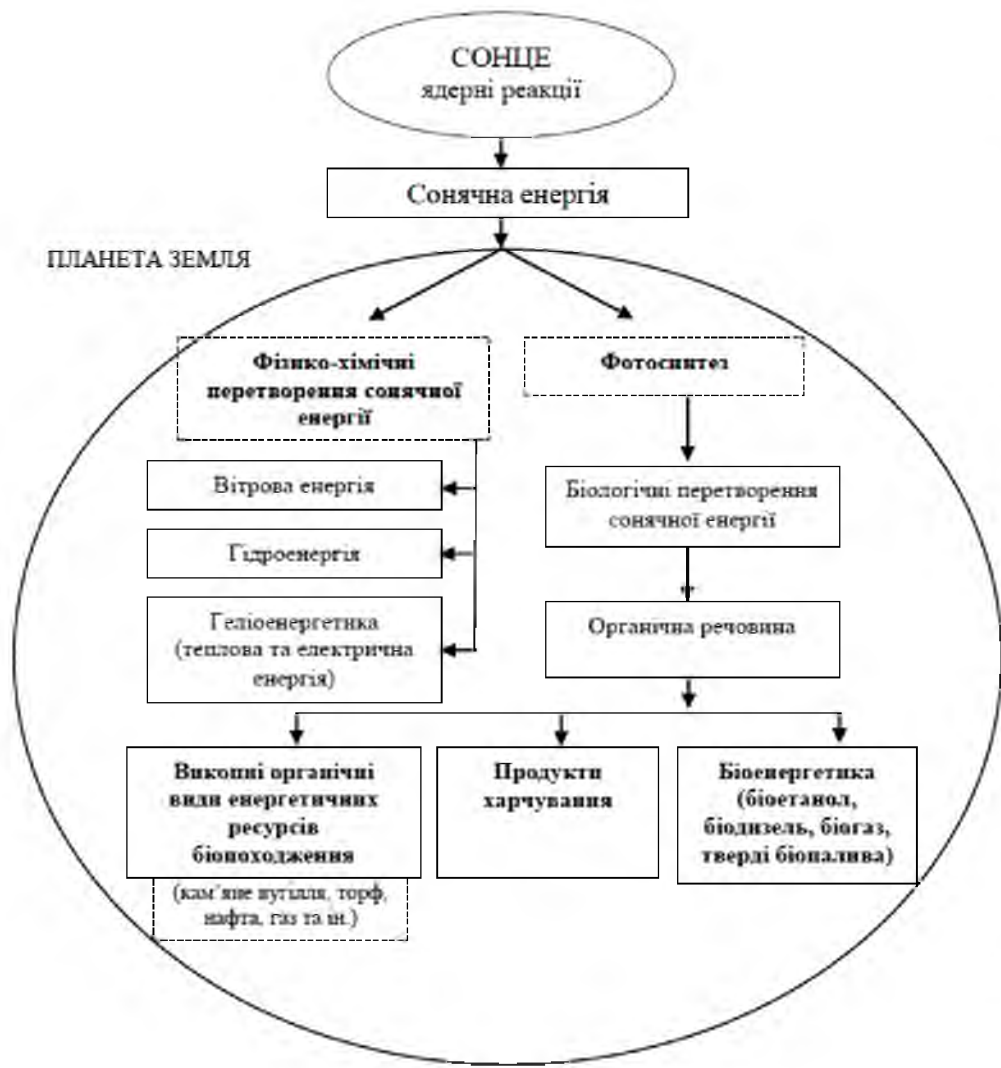 СОНЦЕ
ядерні реакції
Сонячна енергія
ПЛАНЕТА ЗЕМЛЯ
Фізико-хімічні
перетворення сонячної
енергії
Фотосинтез
Вітрова енергія
Гідроенергія
Геліоенергетика
(теплова та електрична
енергія)
Біологічні перетворення
сонячної енергії
Органічна речовина
Викопні органічні
види енергетичних
ресурсів
біопоходження
(кам’яне вугілля, торф,
нафта, газ та ін.)
Продукти
харчування
Біоенергетика
(біоетанол,
біодизель, біогаз,
тверді біопалива)